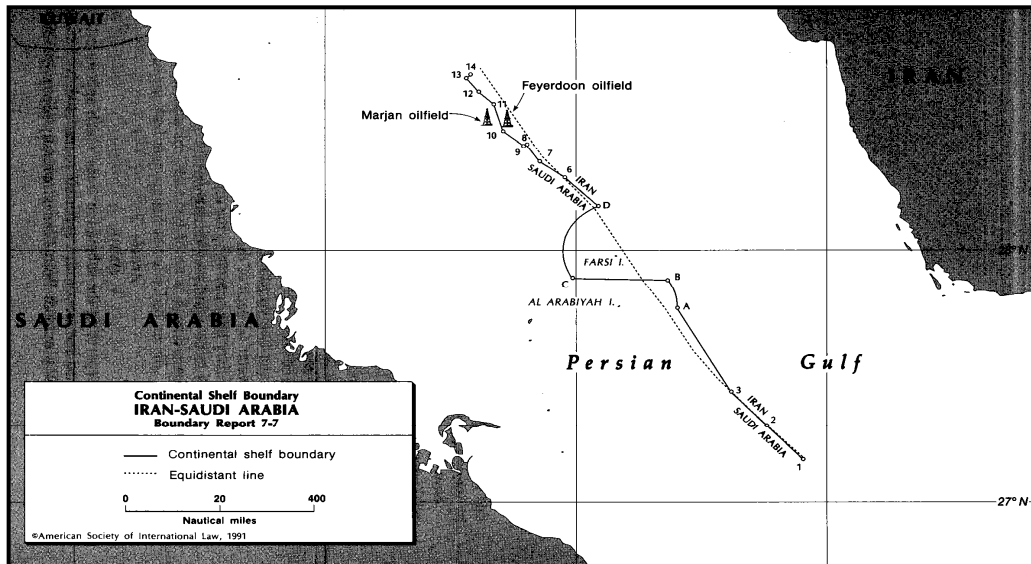 KUWAIT
IRAN
14
13
Feyerdoon oilfield
12
11
Marjan oilfield
10
8
9
7
6
IRAN
SAUDI ARABIA
D
FARSI I.
B
C
AL ARABIYAH I.
A
SAUDI ARABIA
Persian Gulf
3
IRAN
2
SAUDI ARABIA
1
27° N
Continental Shelf Boundary
IRAN-SAUDI ARABIA
Boundary Report 7-7
Continental shelf boundary
Equidistant line
0 20 400
Nautical miles
©American Society of International Law, 1991